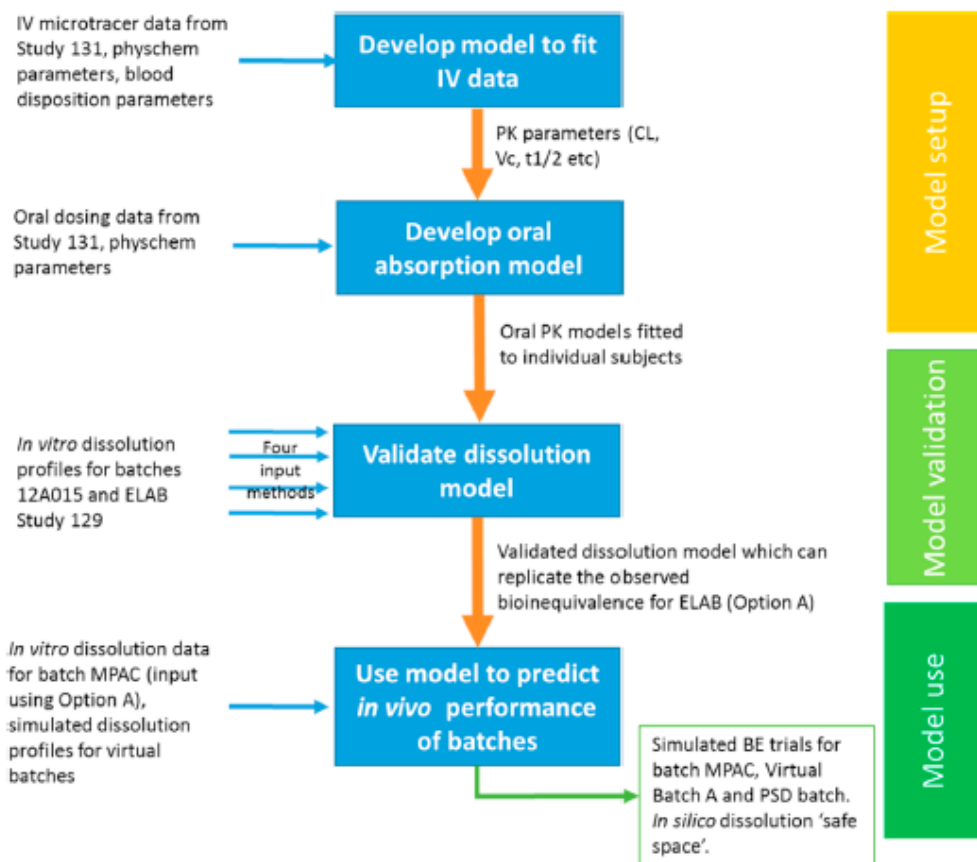 IV microtracer data from
Study 131, physchem
parameters, blood
disposition parameters
Develop model to fit
IV data
PK parameters (CL,
Vc, t1/2 etc)
Model setup
Oral dosing data from
Study 131, physchem
parameters
Develop oral
absorption model
Oral PK models fitted
to individual subjects
In vitro dissolution
profiles for batches
12A015 and ELAB
Study 129
Four
input
methods
Validate dissolution
model
Model validation
Validated dissolution model which can
replicate the observed
bioinequivalence for ELAB (Option A)
In vitro dissolution data
for batch MPAC (input
using Option A),
simulated dissolution
profiles for virtual
batches
Use model to predict
in vivo performance
of batches
Model use
Simulated BE trials for
batch MPAC, Virtual
Batch A and PSD batch.
In silico dissolution ‘safe
space’.